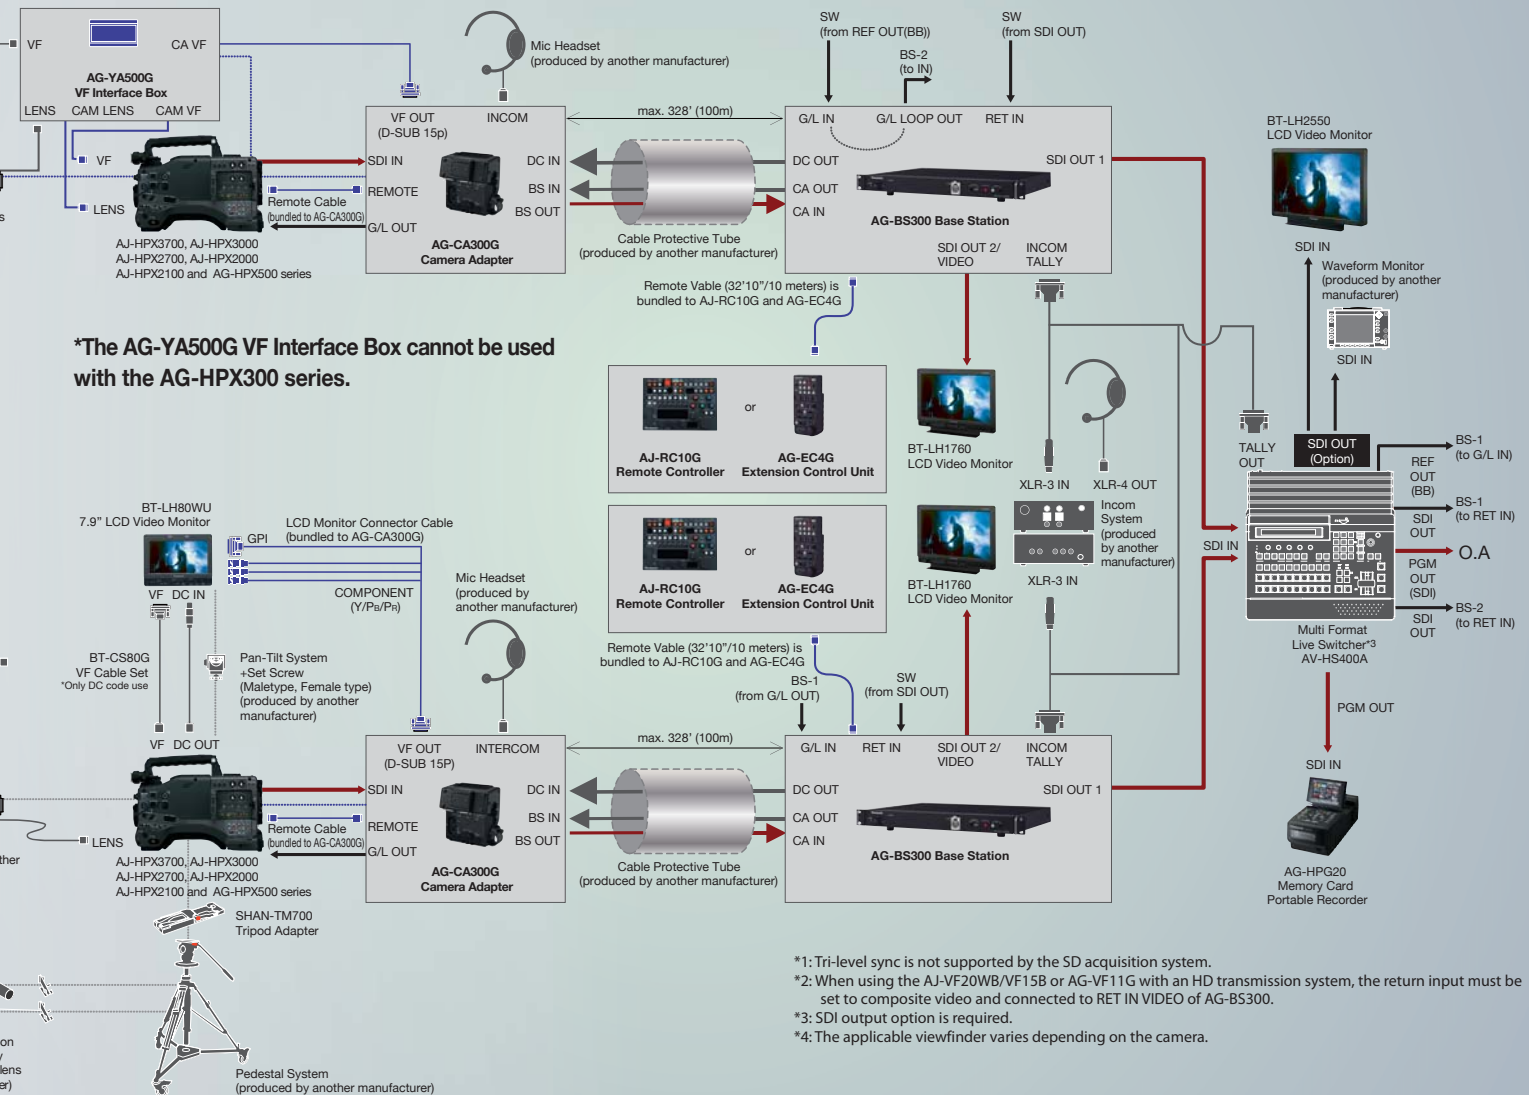 VF
CA VF
AG-YA500G
VF Interface Box
LENS
CAM LENS
CAM VF
VF
LENS
AJ-HPX3700, AJ-HPX3000
AJ-HPX2700, AJ-HPX2000
AJ-HPX2100 and AG-HPX500 series
Remote Cable
(bundled to AG-CA300G)
Mic Headset
(produced by another manufacturer)
VF OUT
(D-SUB 15p)
INCOM
SDI IN
REMOTE
G/L OUT
DC IN
BS IN
BS OUT
AG-CA300G
Camera Adapter
max. 328' (100m)
Cable Protective Tube
(produced by another manufacturer)
SW
(from REF OUT(BB))
BS-2
(to IN)
SW
(from SDI OUT)
G/L IN
G/L LOOP OUT
RET IN
DC OUT
CA OUT
CA IN
SDI OUT 1
AG-BS300 Base Station
SDI OUT 2/
VIDEO
INCOM
TALLY
Remote Vable (32'10"/10 meters) is
bundled to AJ-RC10G and AG-EC4G
BT-LH2550
LCD Video Monitor
SDI IN
Waveform Monitor
(produced by another
manufacturer)
SDI IN
*The AG-YA500G VF Interface Box cannot be used
with the AG-HPX300 series.
or
AJ-RC10G
Remote Controller
AG-EC4G
Extension Control Unit
BT-LH1760
LCD Video Monitor
XLR-3 IN
XLR-4 OUT
TALLY
OUT
SDI OUT
(Option)
BS-1
(to G/L IN)
REF
OUT
(BB)
BS-1
(to RET IN)
SDI
OUT
O.A
PGM
OUT
(SDI)
BS-2
(to RET IN)
SDI
OUT
SDI IN
Incom
System
(produced
by another
manufacturer)
XLR-3 IN
Multi Format
Live Switcher*3
AV-HS400A
PGM OUT
SDI IN
AG-HPG20
Memory Card
Portable Recorder
or
AJ-RC10G
Remote Controller
AG-EC4G
Extension Control Unit
BT-LH1760
LCD Video Monitor
Remote Vable (32'10"/10 meters) is
bundled to AJ-RC10G and AG-EC4G
BT-LH80WU
7.9" LCD Video Monitor
LCD Monitor Connector Cable
(bundled to AG-CA300G)
GPI
VF
DC IN
COMPONENT
(Y/PB/PR)
Mic Headset
(produced by
another manufacturer)
BT-CS80G
VF Cable Set
*Only DC code use
Pan-Tilt System
+Set Screw
(Maletype, Female type)
(produced by another
manufacturer)
VF
DC OUT
LENS
AJ-HPX3700, AJ-HPX3000
AJ-HPX2700, AJ-HPX2000
AJ-HPX2100 and AG-HPX500 series
Remote Cable
(bundled to AG-CA300G)
VF OUT
(D-SUB 15P)
INTERCOM
SDI IN
REMOTE
G/L OUT
DC IN
BS IN
BS OUT
AG-CA300G
Camera Adapter
max. 328' (100m)
Cable Protective Tube
(produced by another manufacturer)
BS-1
(from G/L OUT)
SW
(from SDI OUT)
G/L IN
RET IN
SDI OUT 2/
VIDEO
INCOM
TALLY
DC OUT
CA OUT
CA IN
SDI OUT 1
AG-BS300 Base Station
SHAN-TM700
Tripod Adapter
Pedestal System
(produced by another manufacturer)
*1: Tri-level sync is not supported by the SD acquisition system.
*2: When using the AJ-VF20WB/VF15B or AG-VF11G with an HD transmission system, the return input must be
set to composite video and connected to RET IN VIDEO of AG-BS300.
*3: SDI output option is required.
*4: The applicable viewfinder varies depending on the camera.